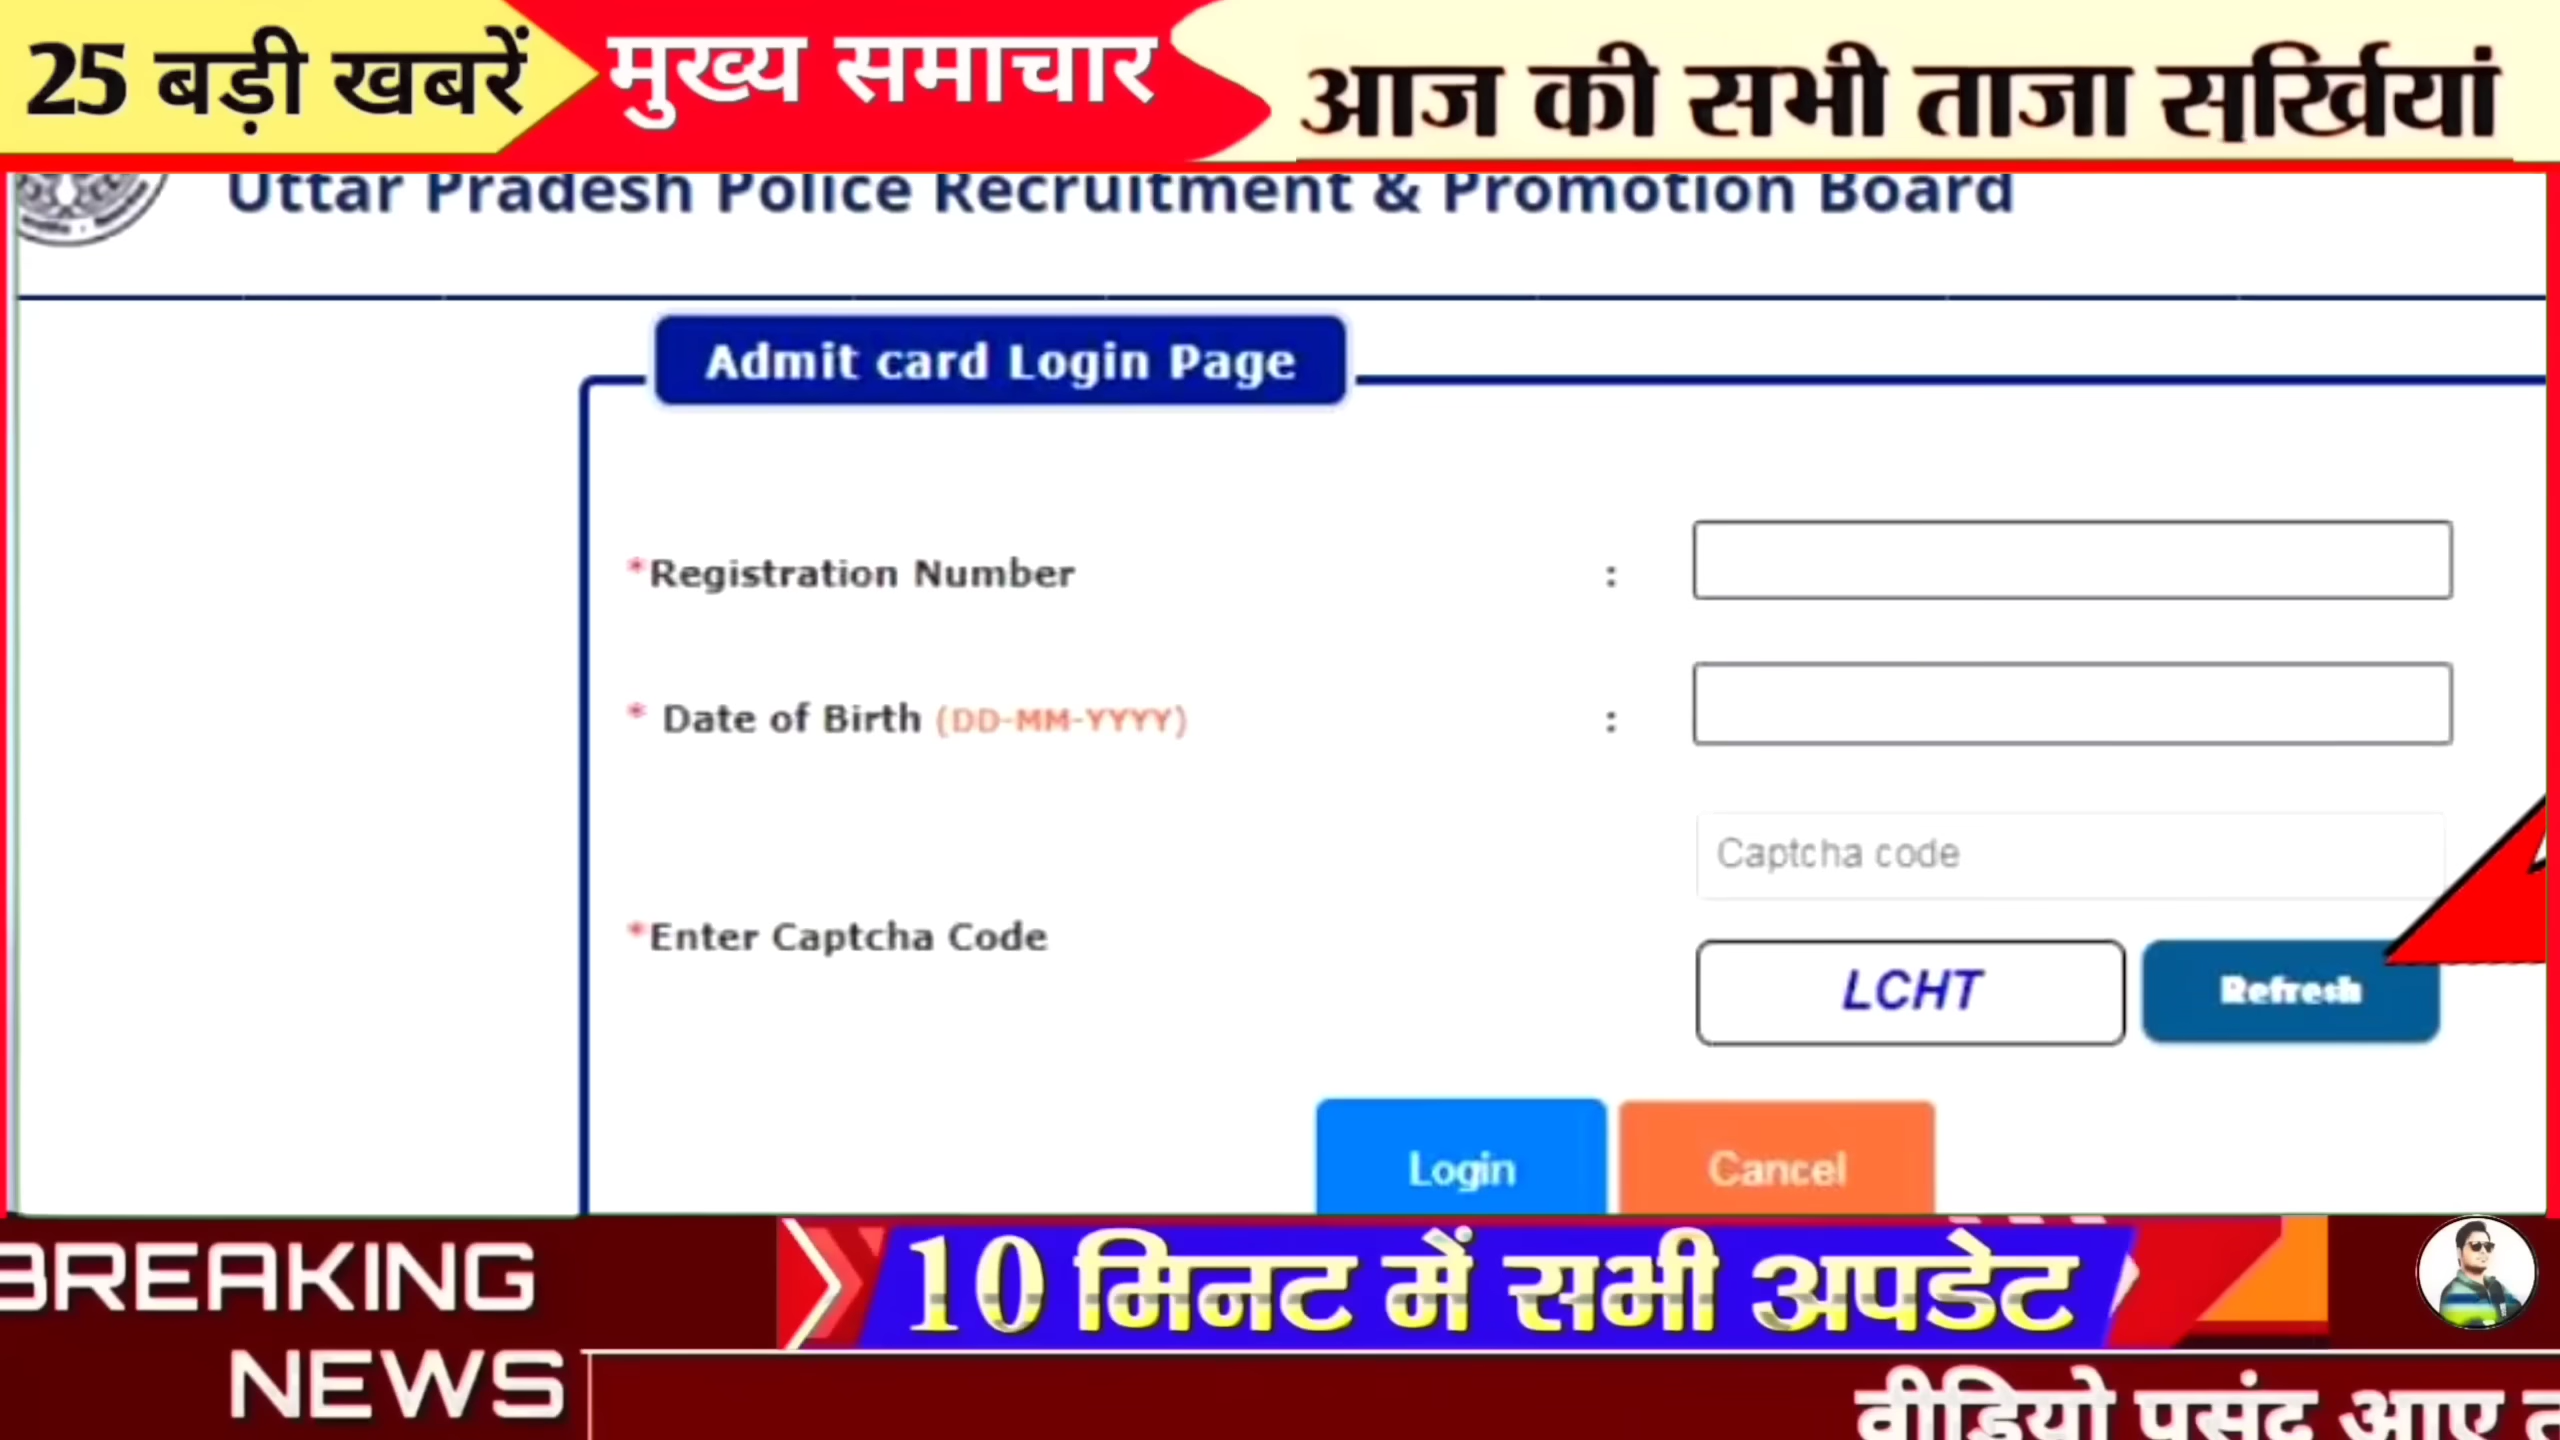 25 बड़ी खबरें
मुख्य समाचार
आज की सभी ताजा सुर्खियां
Uttar Pradesh Police Recruitment & Promotion Board
Admit card Login Page
*Registration Number :
* Date of Birth (DD-MM-YYYY) :
Captcha code
*Enter Captcha Code
LCHT Refresh
Login Cancel
BREAKING
NEWS
10 मिनट में सभी अपडेट
वीडियो पसंद आए